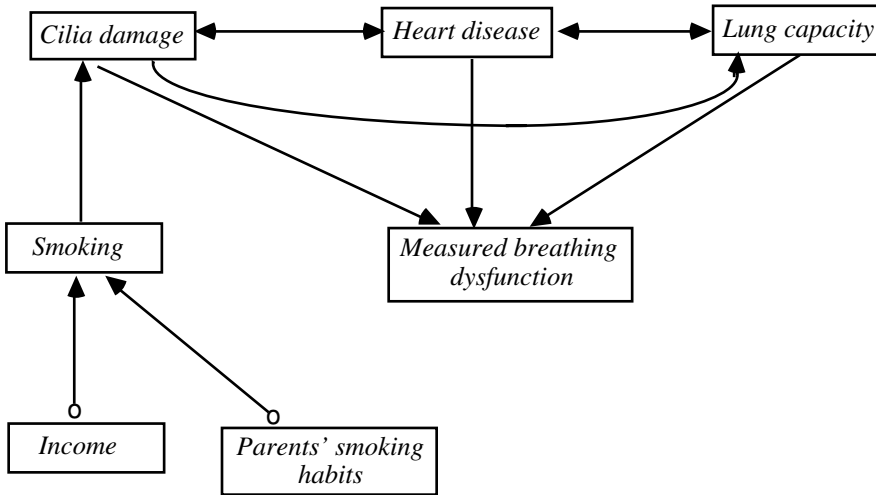 Cilia damage
Heart disease
Lung capacity
Smoking
Measured breathing
dysfunction
Income
Parents’ smoking
habits